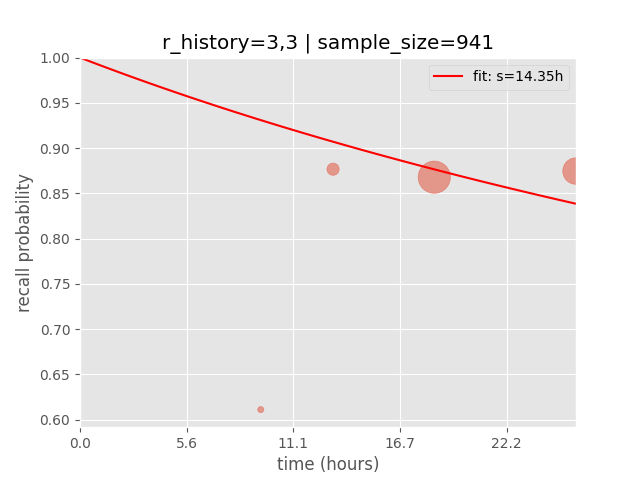 r_history=3,3 | sample_size=941
fit: s=14.35h
recall probability
1.00
0.95
0.90
0.85
0.80
0.75
0.70
0.65
0.60
0.0 5.6 11.1 16.7 22.2
time (hours)